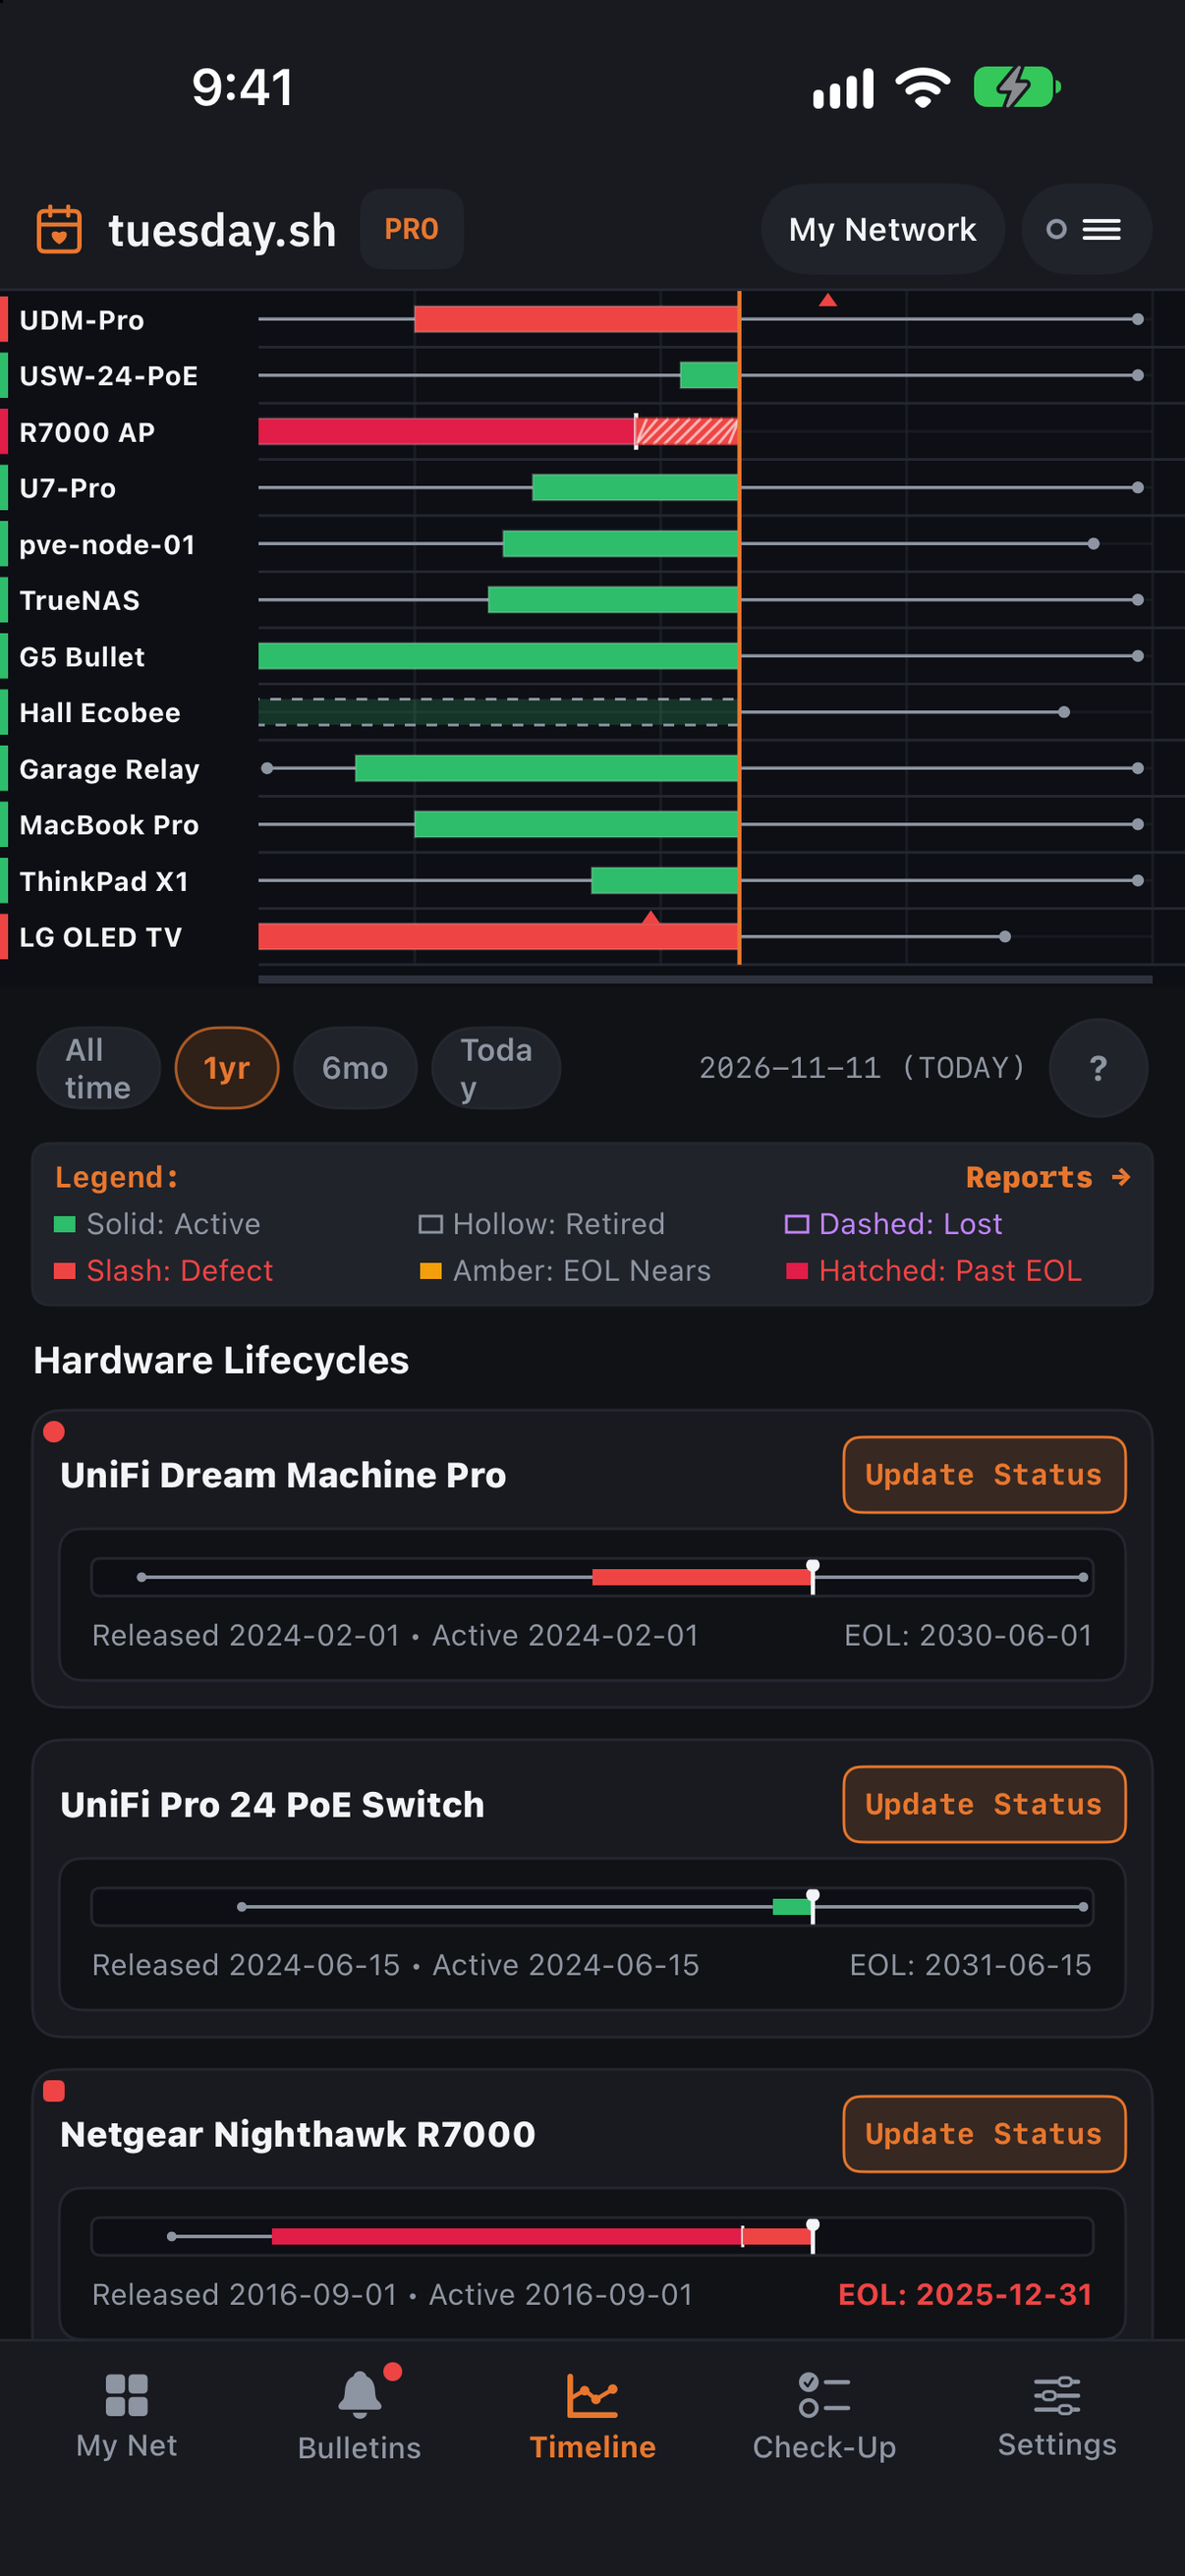 9:41
tuesday.sh PRO My Network
UDM-Pro
USW-24-PoE
R7000 AP
U7-Pro
pve-node-01
TrueNAS
G5 Bullet
Hall Ecobee
Garage Relay
MacBook Pro
ThinkPad X1
LG OLED TV
All time 1yr 6mo Today 2026-11-11 (TODAY) ?
Legend: Reports →
Solid: Active Hollow: Retired Dashed: Lost
Slash: Defect Amber: EOL Nears Hatched: Past EOL
Hardware Lifecycles
UniFi Dream Machine Pro Update Status
Released 2024-02-01 • Active 2024-02-01 EOL: 2030-06-01
UniFi Pro 24 PoE Switch Update Status
Released 2024-06-15 • Active 2024-06-15 EOL: 2031-06-15
Netgear Nighthawk R7000 Update Status
Released 2016-09-01 • Active 2016-09-01 EOL: 2025-12-31
My Net Bulletins Timeline Check-Up Settings